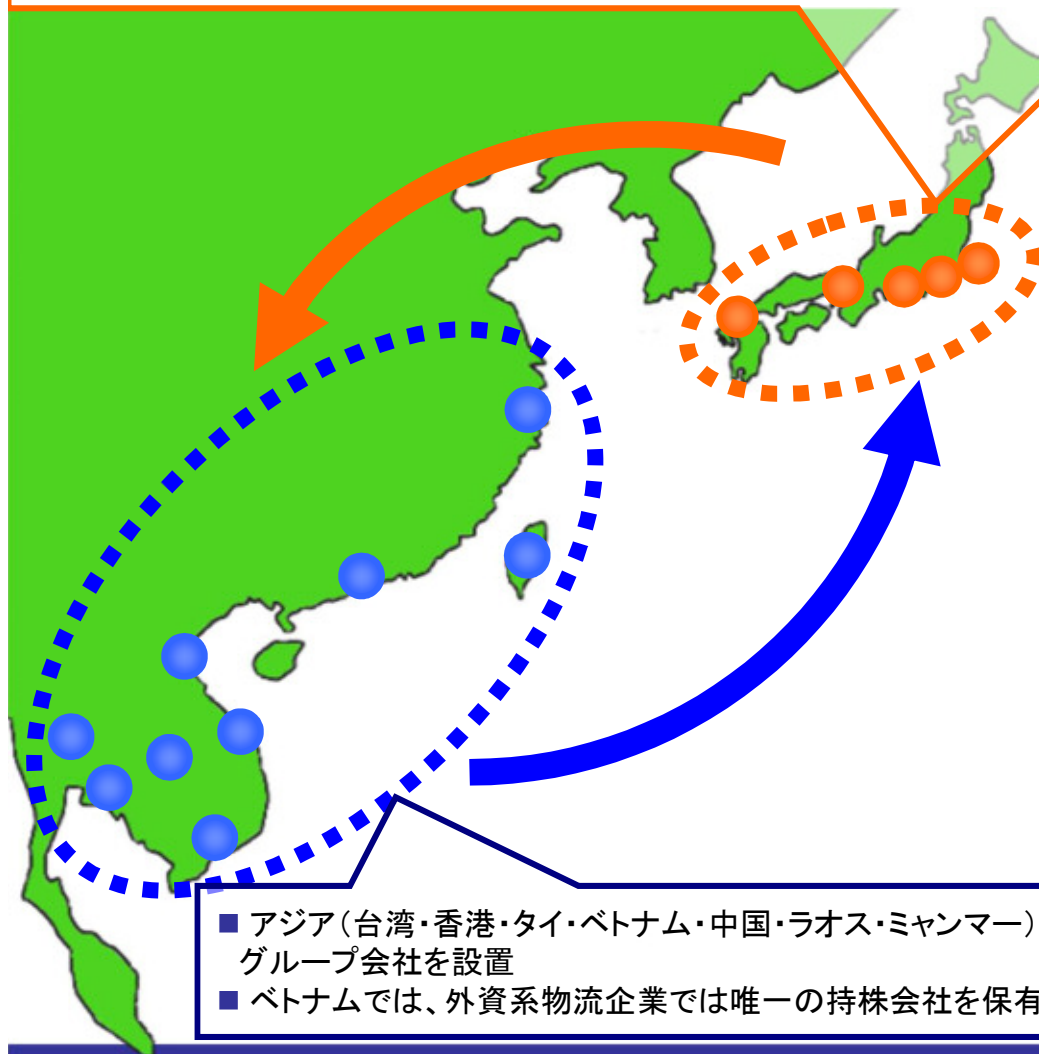 ■ アジア（台湾・香港・タイ・ベトナム・中国・ラオス・ミャンマー）
グループ会社を設置
■ ベトナムでは、外資系物流企業では唯一の持株会社を保有